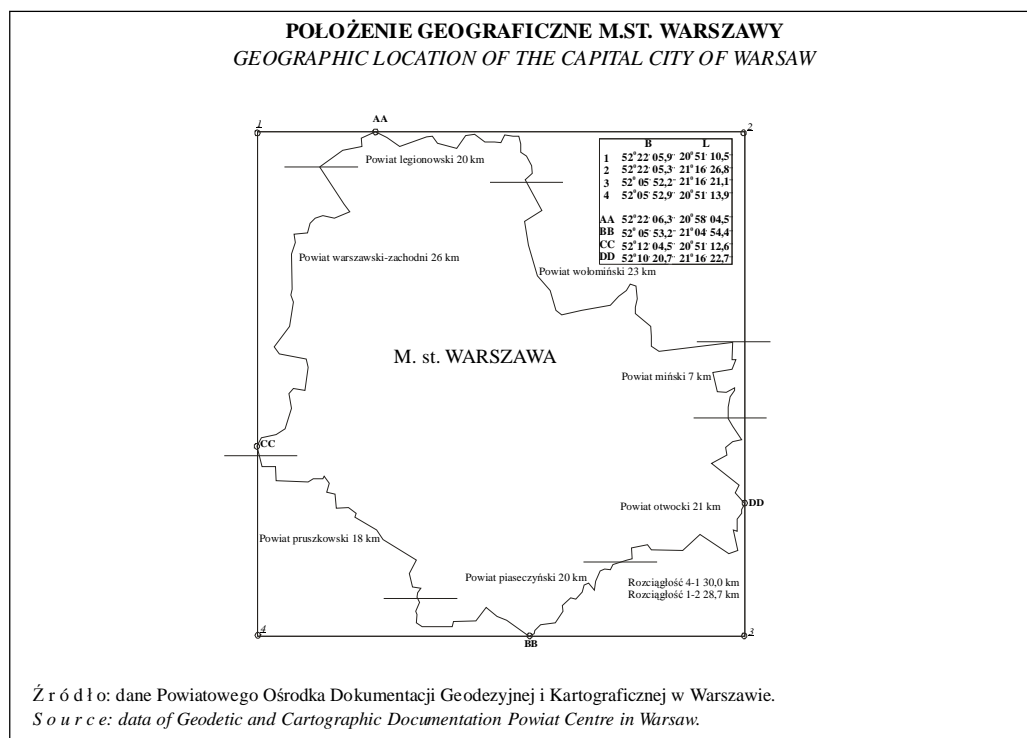 POŁOŻENIE GEOGRAFICZNE M.ST. WARSZAWY
GEOGRAPHIC LOCATION OF THE CAPITAL CITY OF WARSAW
AA
1
2
B L
1 52° 22' 05,9" 20° 51' 10,5"
2 52° 22' 05,3" 21° 16' 26,8"
3 52° 05' 52,2" 21° 16' 21,1"
4 52° 05' 52,9" 20° 51' 13,9"
AA 52° 22' 06,3" 20° 58' 04,5"
BB 52° 05' 53,2" 21° 04' 54,4"
CC 52° 12' 04,5" 20° 51' 12,6"
DD 52° 10' 20,7" 21° 16' 22,7"
Powiat legionowski 20 km
Powiat warszawski-zachodni 26 km
Powiat wołomiński 23 km
M. st. WARSZAWA
Powiat miński 7 km
CC
Powiat otwocki 21 km
DD
Powiat pruszkowski 18 km
Powiat piaseczyński 20 km
Rozciągłość 4-1 30,0 km
Rozciągłość 1-2 28,7 km
4
BB
3
Ź r ó d ł o: dane Powiatowego Ośrodka Dokumentacji Geodezyjnej i Kartograficznej w Warszawie.
S o u r c e: data of Geodetic and Cartographic Documentation Powiat Centre in Warsaw.